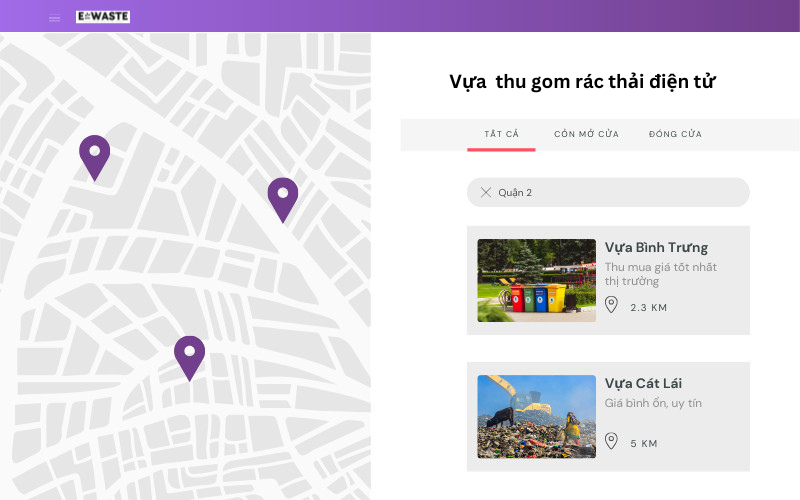 E WASTE
Vựa thu gom rác thải điện tử
TẤT CẢ
CÒN MỞ CỬA
ĐÓNG CỬA
Quận 2
Vựa Bình Trưng
Thu mua giá tốt nhất
thị trường
2.3 KM
Vựa Cát Lái
Giá bình ổn, uy tín
5 KM